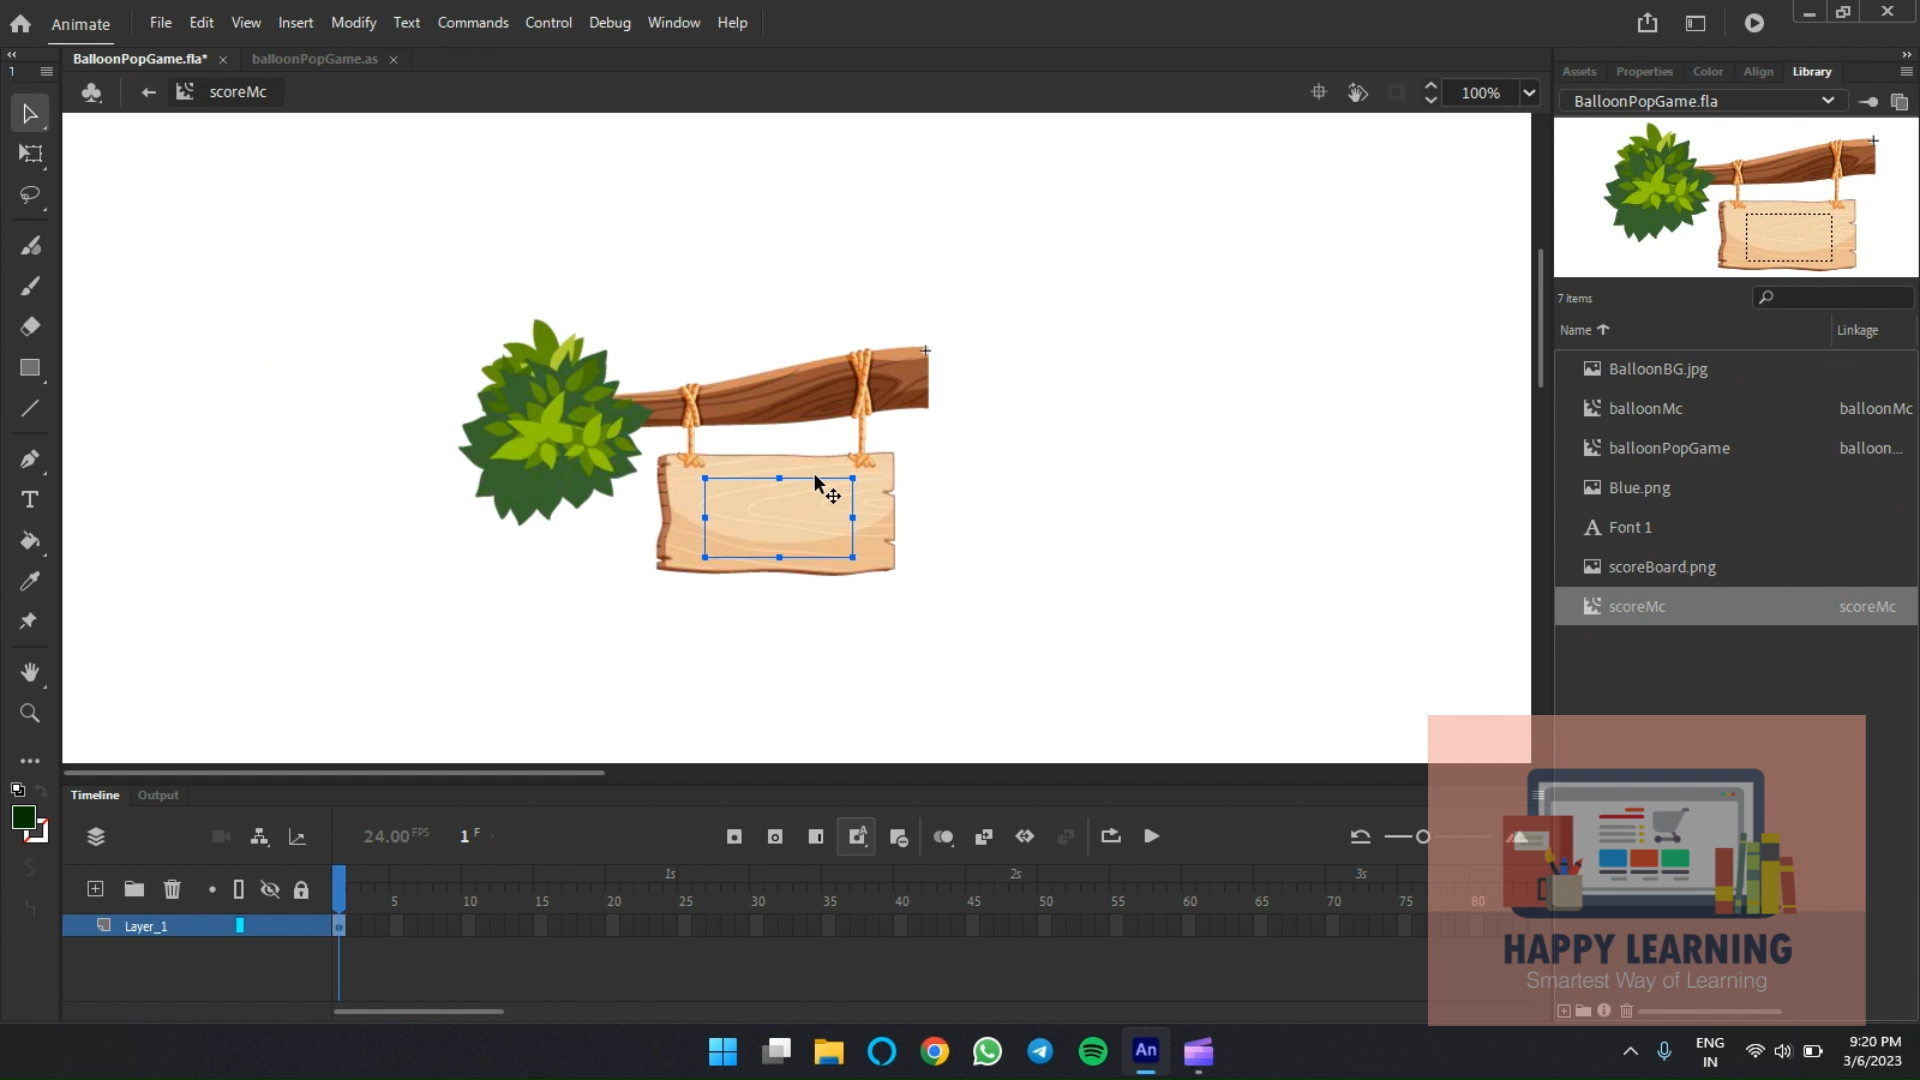 Animate
File Edit View Insert Modify Text Commands Control Debug Window Help
BalloonPopGame.fla* × balloonPopGame.as ×
1
scoreMc
100%
Assets Properties Color Align Library
BalloonPopGame.fla
7 items
Name Linkage
BalloonBG.jpg
balloonMc balloonMc
balloonPopGame balloon...
Blue.png
Font 1
scoreBoard.png
scoreMc scoreMc
Timeline Output
24.00 FPS 1 F
1s 2s 3s
5 10 15 20 25 30 35 40 45 50 55 60 65 70 75 80
Layer_1
HAPPY LEARNING
Smartest Way of Learning
An
ENG
IN
9:20 PM
3/6/2023